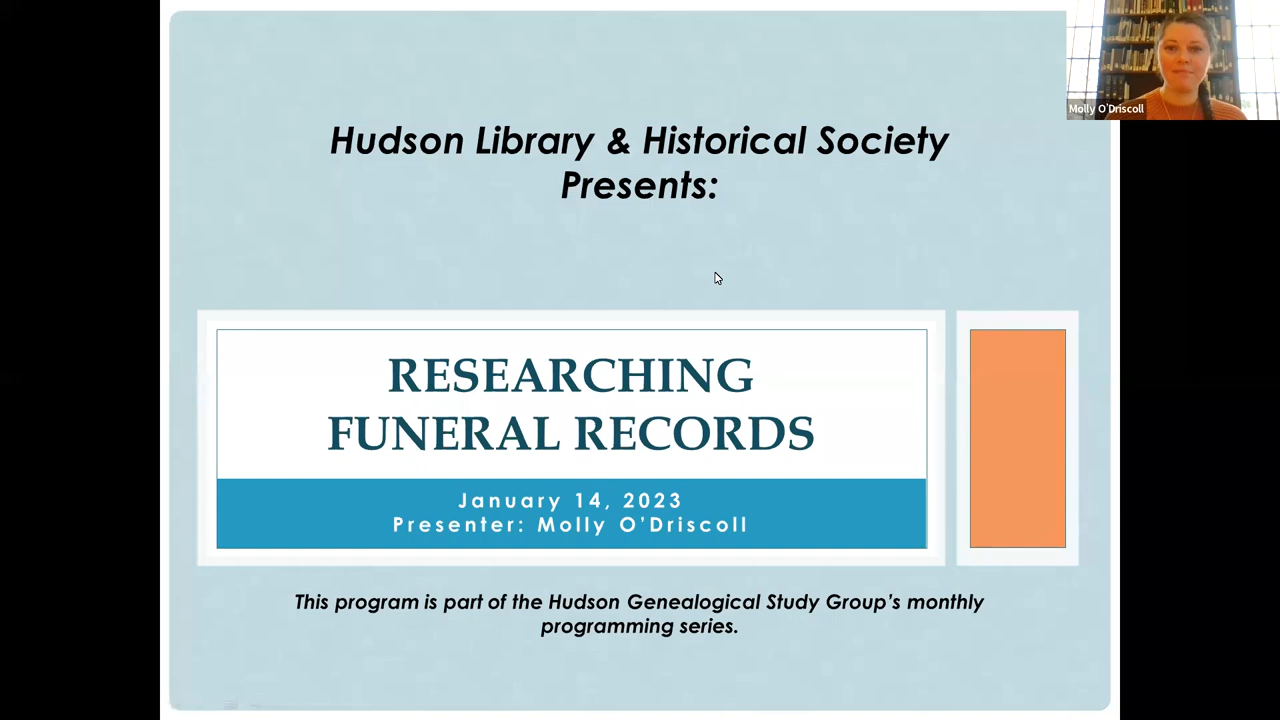 Molly O'Driscoll
Hudson Library & Historical Society
Presents:
RESEARCHING
FUNERAL RECORDS
January 14, 2023
Presenter: Molly O'Driscoll
This program is part of the Hudson Genealogical Study Group's monthly
programming series.